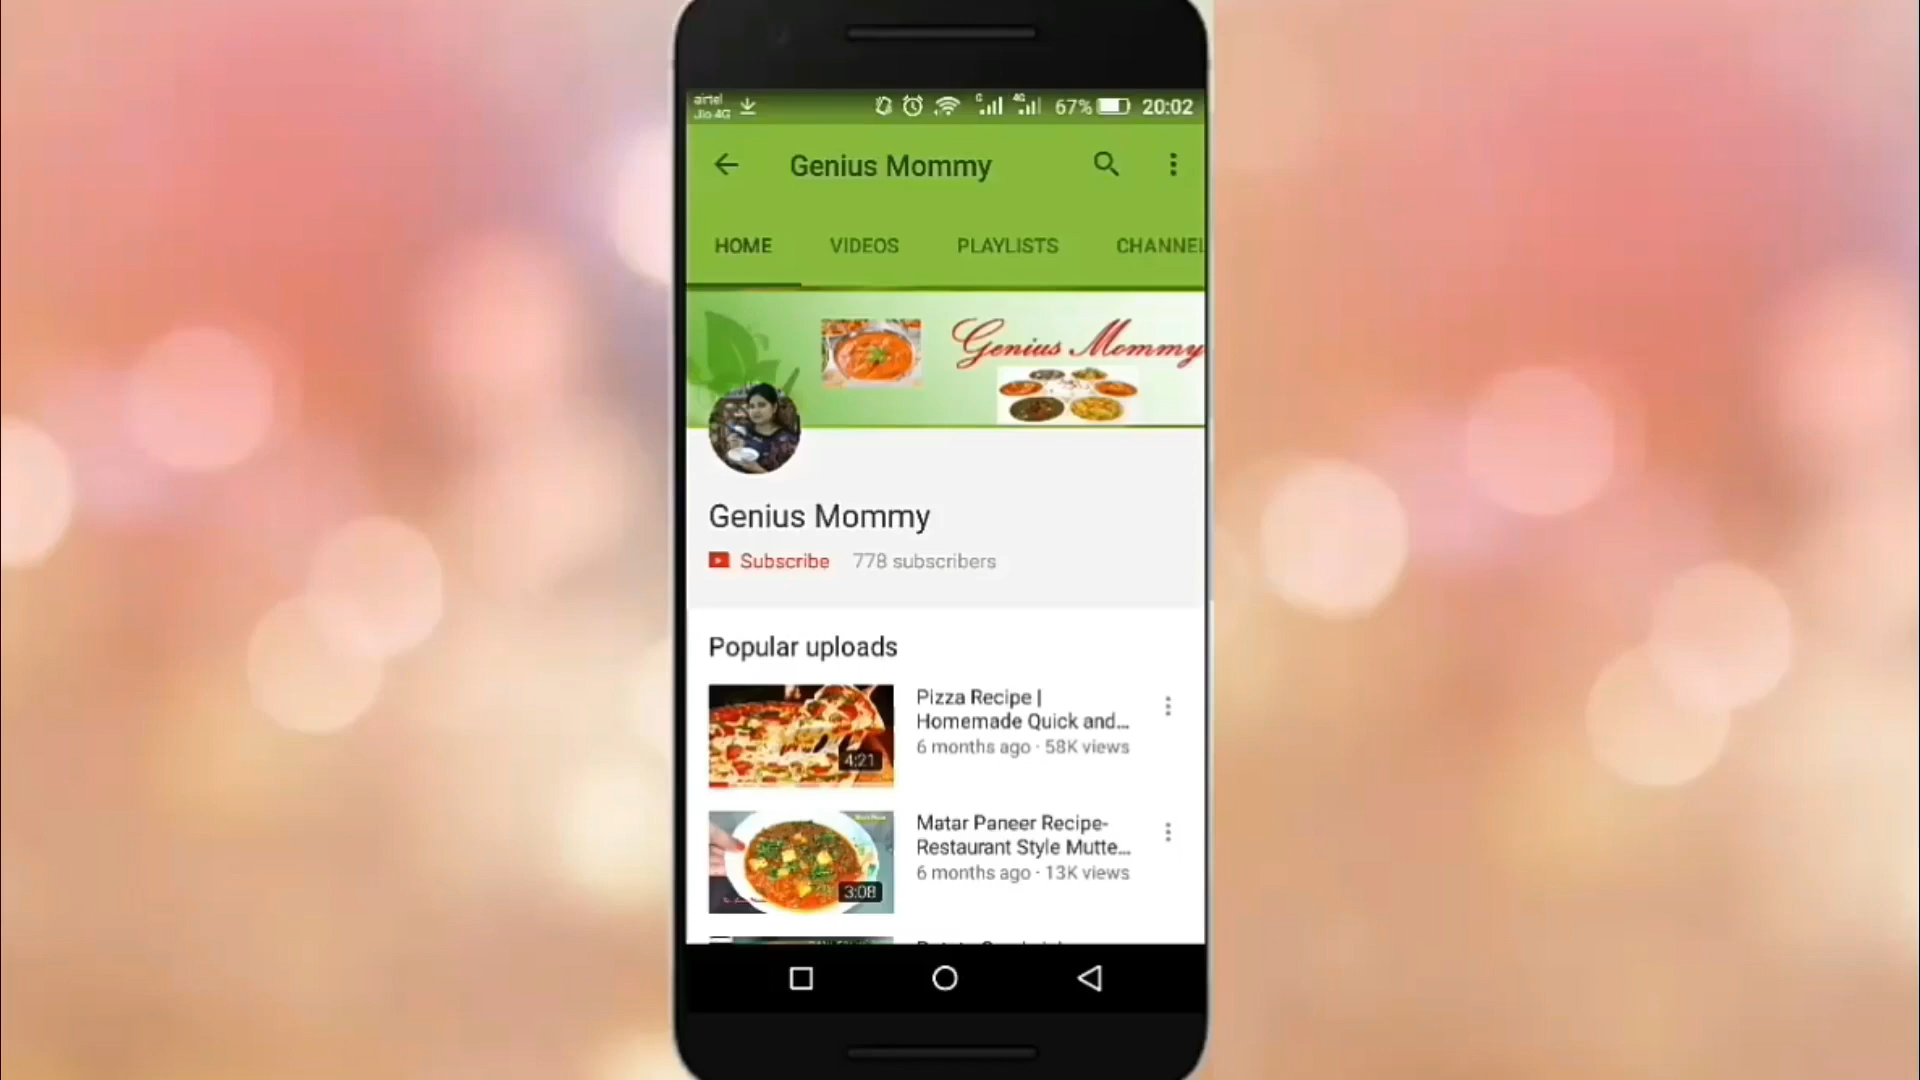 airtel
Jio 4G
67%
20:02
Genius Mommy
HOME VIDEOS PLAYLISTS CHANNEL
Genius Mommy
Genius Mommy
Subscribe 778 subscribers
Popular uploads
Pizza Recipe |
Homemade Quick and...
6 months ago · 58K views
4:21
Matar Paneer Recipe-
Restaurant Style Mutte...
6 months ago · 13K views
3:08